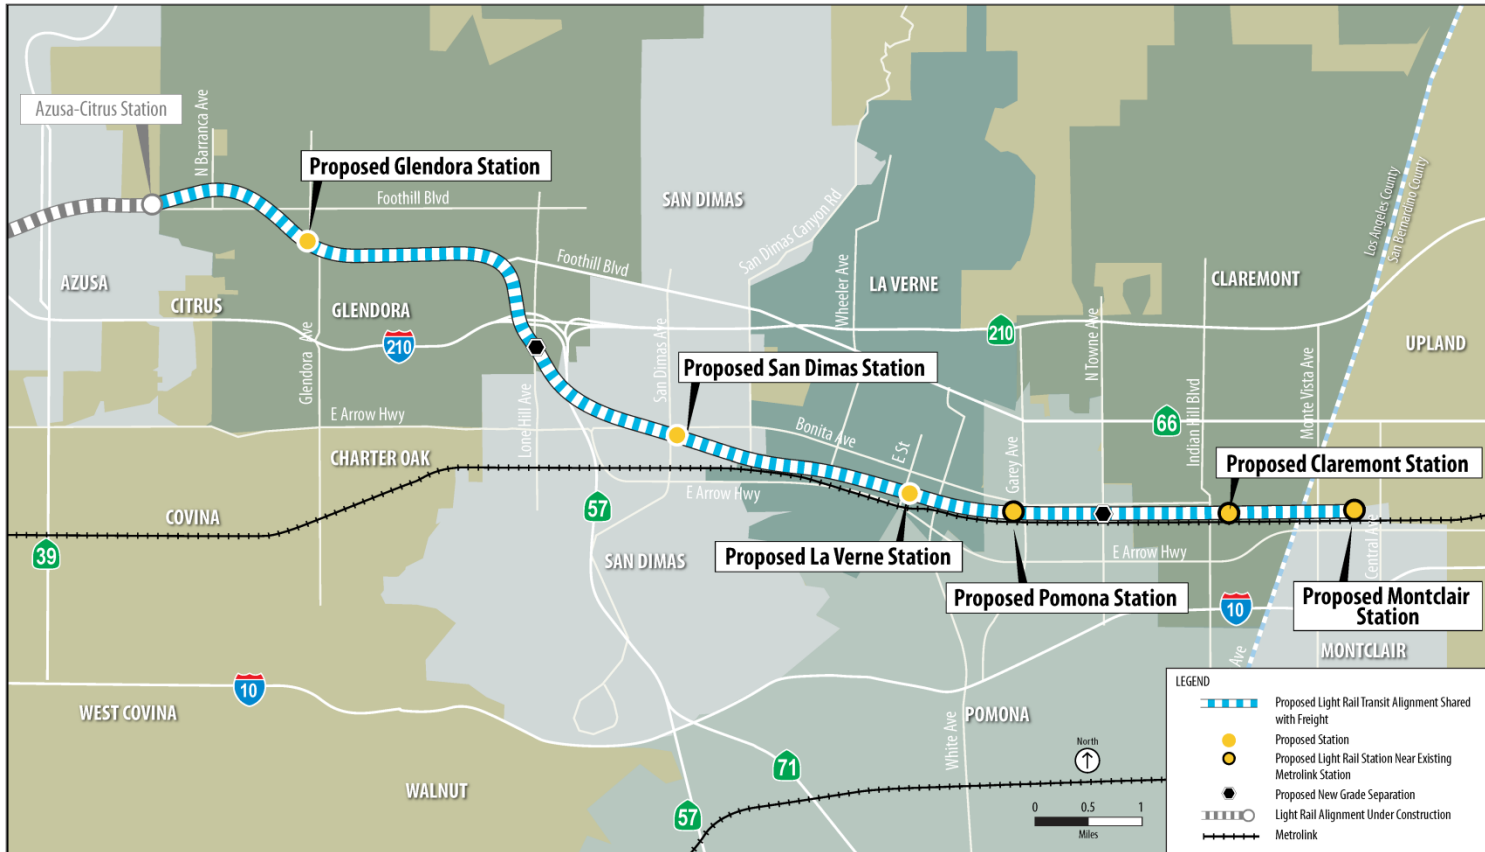 Azusa-Citrus Station
N Barranca Ave
Proposed Glendora Station
Foothill Blvd
SAN DIMAS
San Dimas Canyon Rd
Los Angeles County
San Bernardino County
Foothill Blvd
AZUSA
CITRUS
GLENDORA
LA VERNE
CLAREMONT
Wheeler Ave
210
Glendora Ave
San Dimas Ave
210
N Towne Ave
UPLAND
Proposed San Dimas Station
Monte Vista Ave
Lone Hill Ave
E Arrow Hwy
Bonita Ave
66
Indian Hill Blvd
E St
Garey Ave
CHARTER OAK
Proposed Claremont Station
E Arrow Hwy
57
COVINA
39
SAN DIMAS
Proposed La Verne Station
E Arrow Hwy
Central Ave
Proposed Pomona Station
10
Proposed Montclair
Station
MONTCLAIR
Ave
10
WEST COVINA
POMONA
White Ave
WALNUT
71
57
North
0 0.5 1
Miles
LEGEND
Proposed Light Rail Transit Alignment Shared
with Freight
Proposed Station
Proposed Light Rail Station Near Existing
Metrolink Station
Proposed New Grade Separation
Light Rail Alignment Under Construction
Metrolink